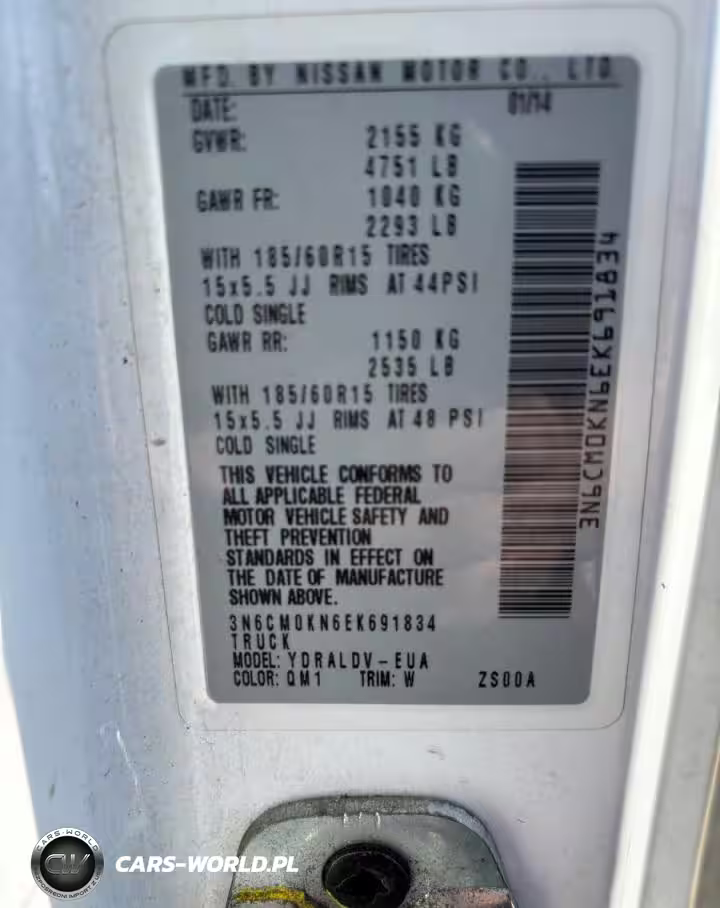 MFD. BY NISSAN MOTOR CO., LTD.
DATE: 01/14
GVWR: 2155 KG
4751 LB
GAWR FR: 1040 KG
2293 LB
WITH 185/60R15 TIRES
15x5.5 JJ RIMS AT 44PSI
COLD SINGLE
GAWR RR: 1150 KG
2535 LB
WITH 185/60R15 TIRES
15x5.5 JJ RIMS AT 48 PSI
COLD SINGLE
THIS VEHICLE CONFORMS TO
ALL APPLICABLE FEDERAL
MOTOR VEHICLE SAFETY AND
THEFT PREVENTION
STANDARDS IN EFFECT ON
THE DATE OF MANUFACTURE
SHOWN ABOVE.
3N6CM0KN6EK691834
TRUCK
MODEL: YDRALDV-EUA
COLOR: QM1 TRIM: W ZS00A
3N6CM0KN6EK691834
CARS-WORLD
CW
CARS-WORLD.PL